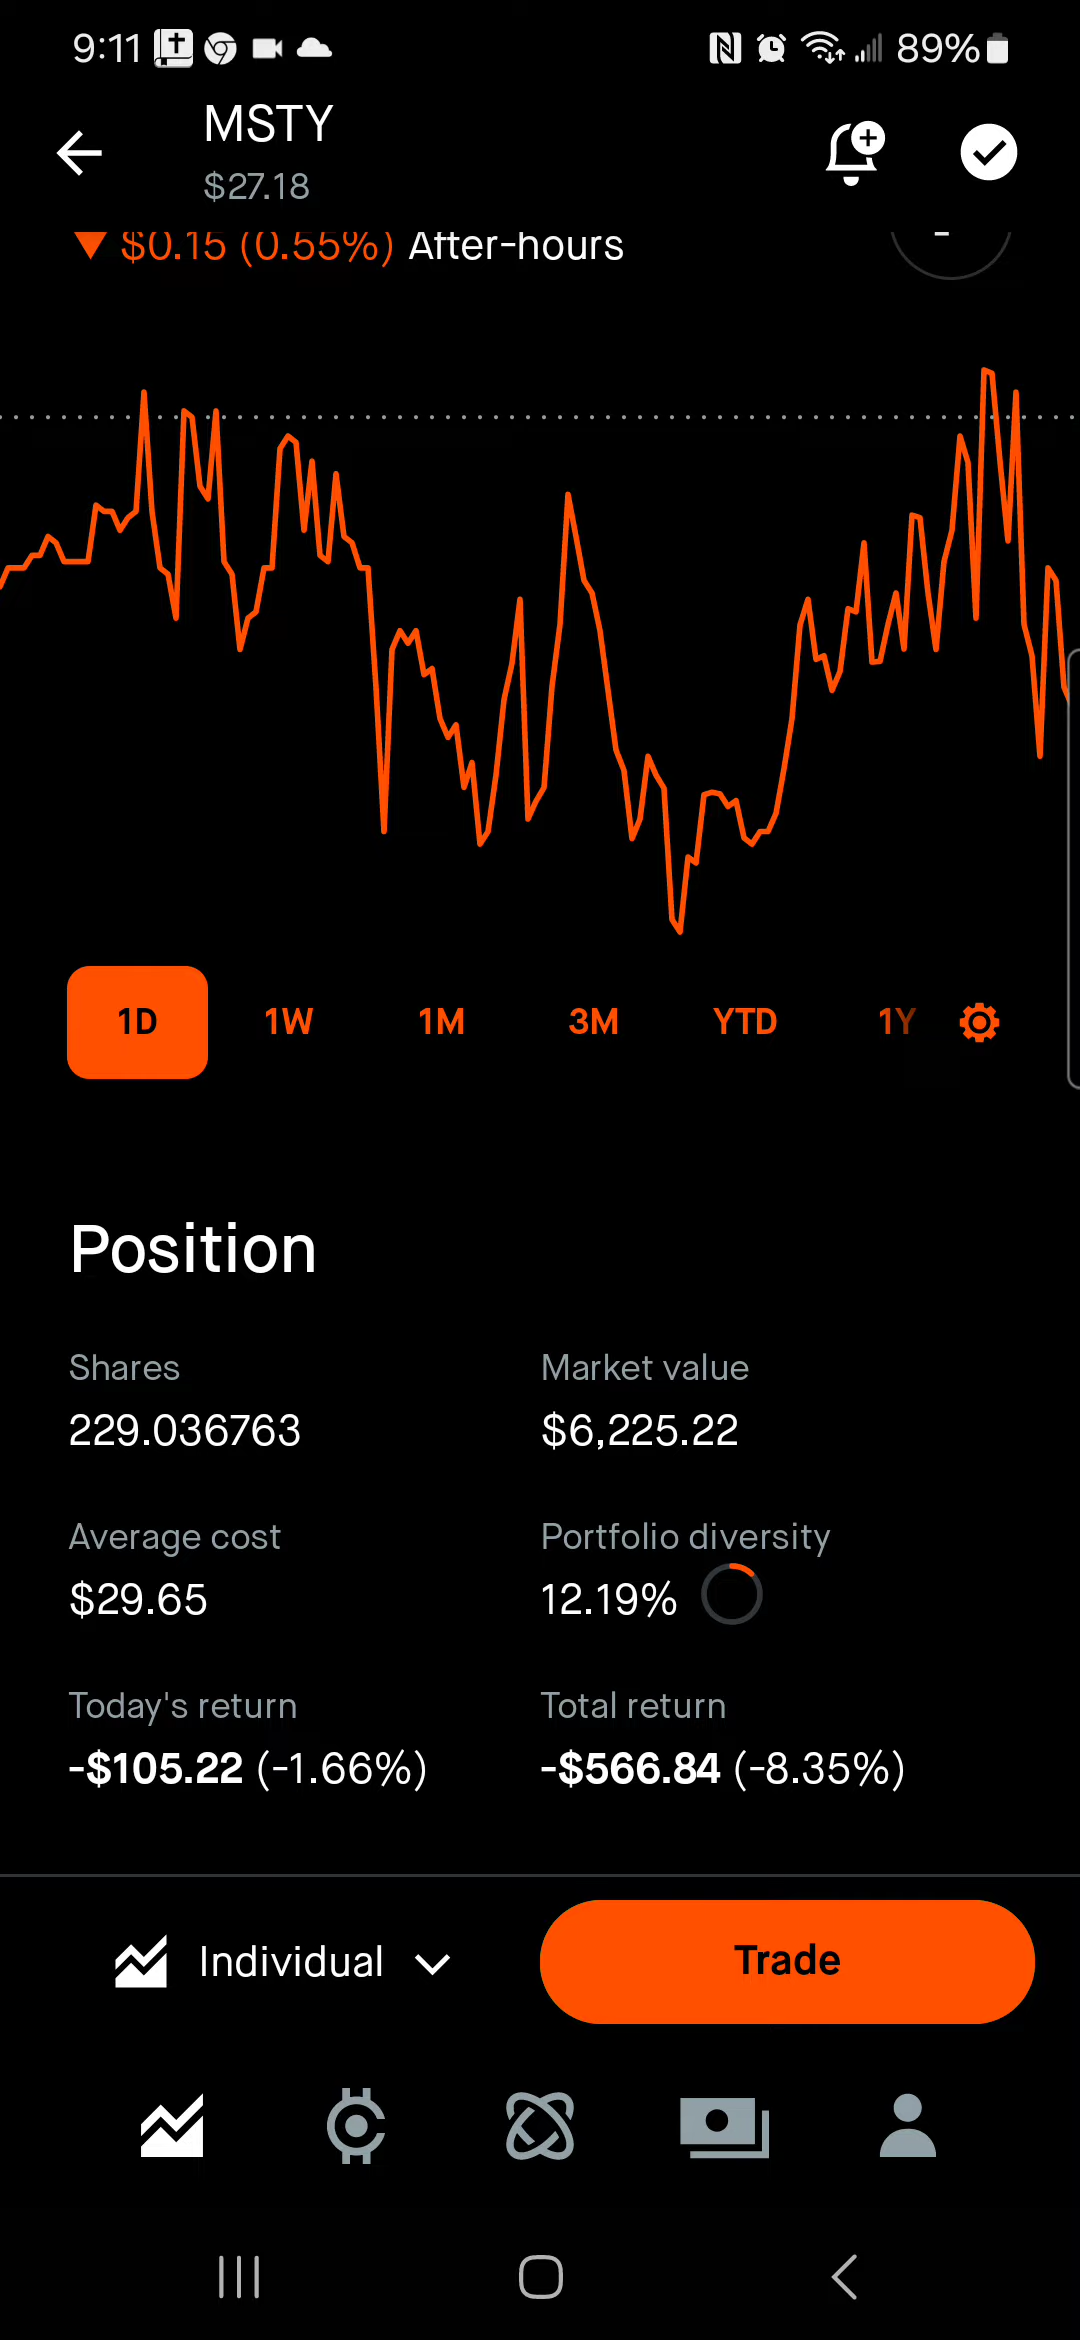 9:11 89%
MSTY
$27.18
$0.15 (0.55%) After-hours
1D 1W 1M 3M YTD 1Y
Position
Shares Market value
229.036763 $6,225.22
Average cost Portfolio diversity
$29.65 12.19%
Today's return Total return
-$105.22 (-1.66%) -$566.84 (-8.35%)
Individual Trade